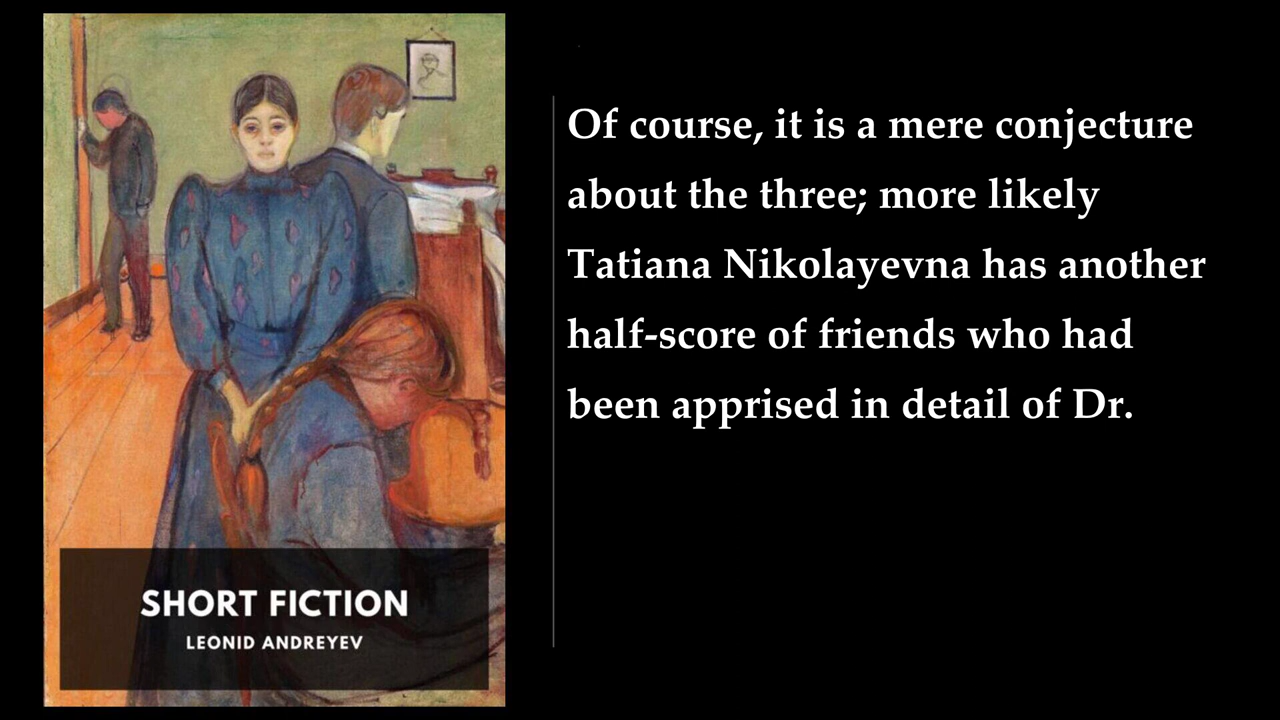 SHORT FICTION
LEONID ANDREYEV
Of course, it is a mere conjecture
about the three; more likely
Tatiana Nikolayevna has another
half-score of friends who had
been apprised in detail of Dr.